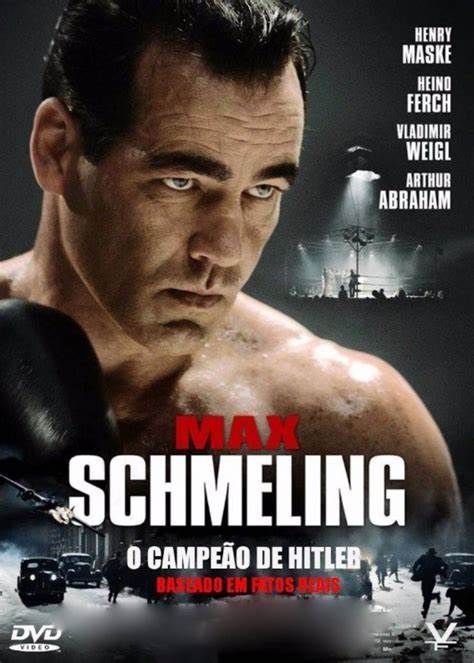 HENRY
MASKE
HEINO
FERCH
VLADIMIR
WEIGL
ARTHUR
ABRAHAM
MAX
SCHMELING
O CAMPEÃO DE HITLER
BASEADO EM FATOS REAIS
DVD
VIDEO